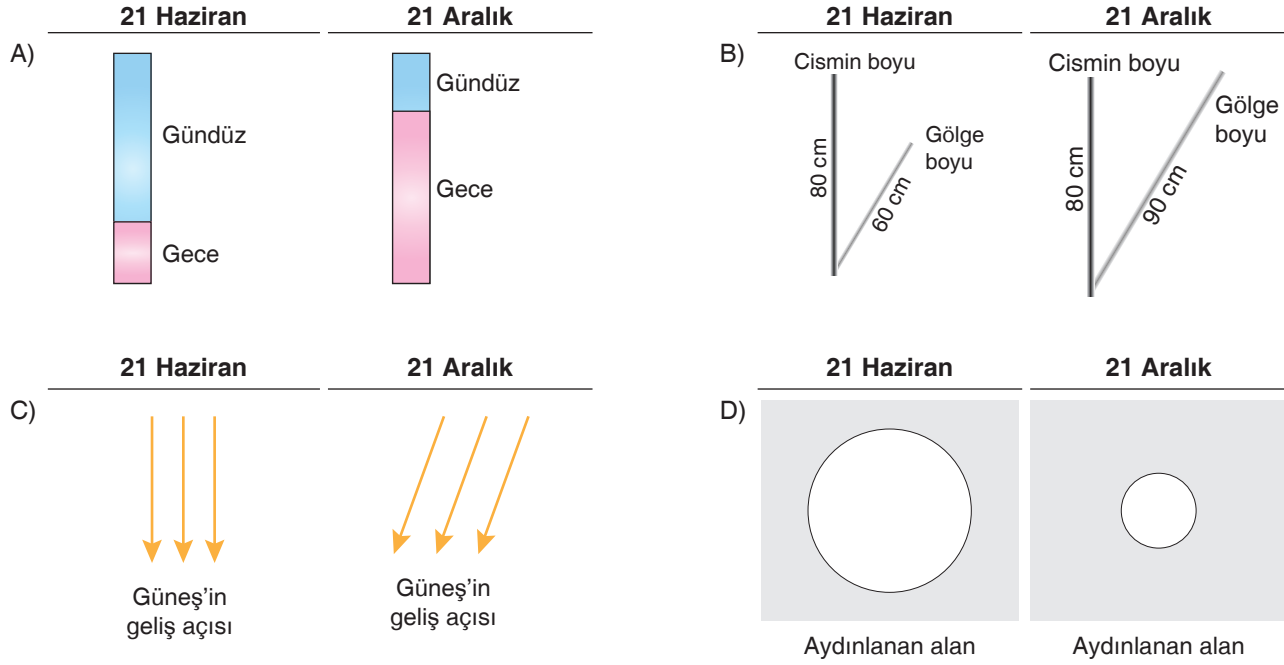 A)
21 Haziran
21 Aralık
Gündüz
Gece
Gündüz
Gece
B)
21 Haziran
21 Aralık
Cismin boyu
80 cm
60 cm
Gölge
boyu
Cismin boyu
80 cm
90 cm
Gölge
boyu
C)
21 Haziran
21 Aralık
Güneş’in
geliş açısı
Güneş’in
geliş açısı
D)
21 Haziran
21 Aralık
Aydınlanan alan
Aydınlanan alan